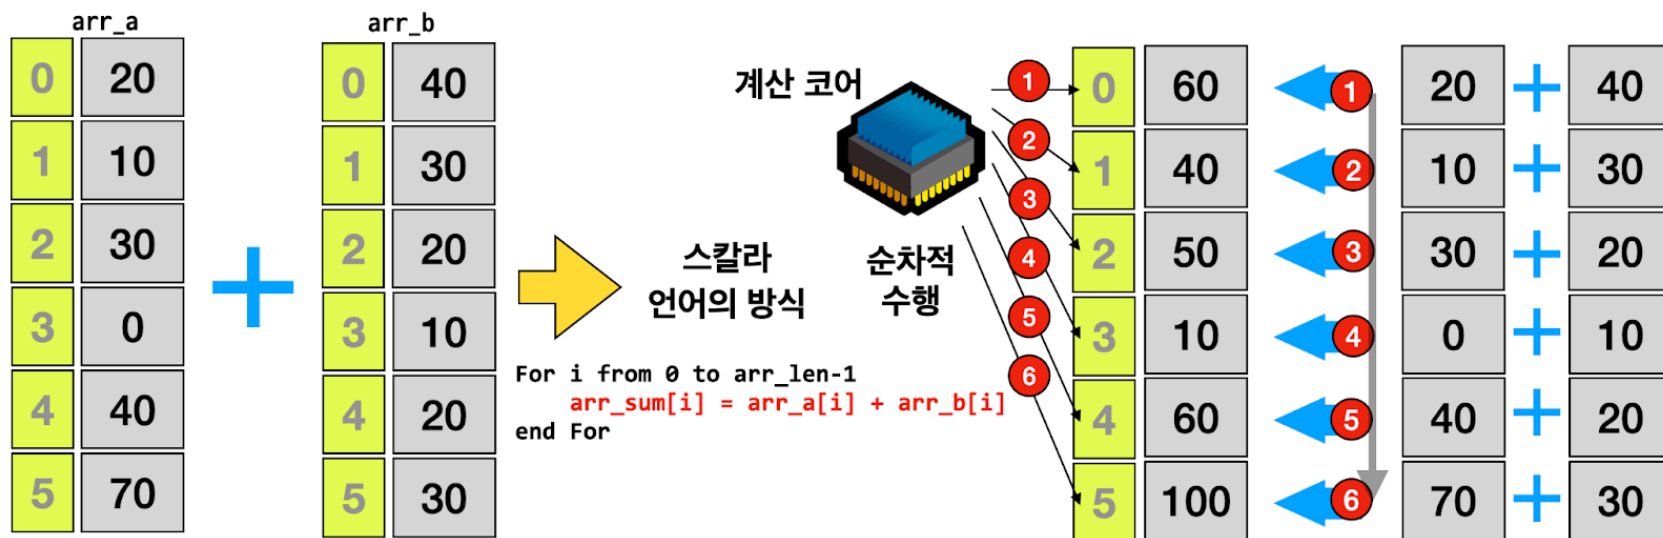 arr_a
0 20
1 10
2 30
3 0
4 40
5 70
+
arr_b
0 40
1 30
2 20
3 10
4 20
5 30
스칼라
언어의 방식
For i from 0 to arr_len-1
arr_sum[i] = arr_a[i] + arr_b[i]
end For
계산 코어
순차적
수행
1
2
3
4
5
6
0 60 1 20 + 40
1 40 2 10 + 30
2 50 3 30 + 20
3 10 4 0 + 10
4 60 5 40 + 20
5 100 6 70 + 30